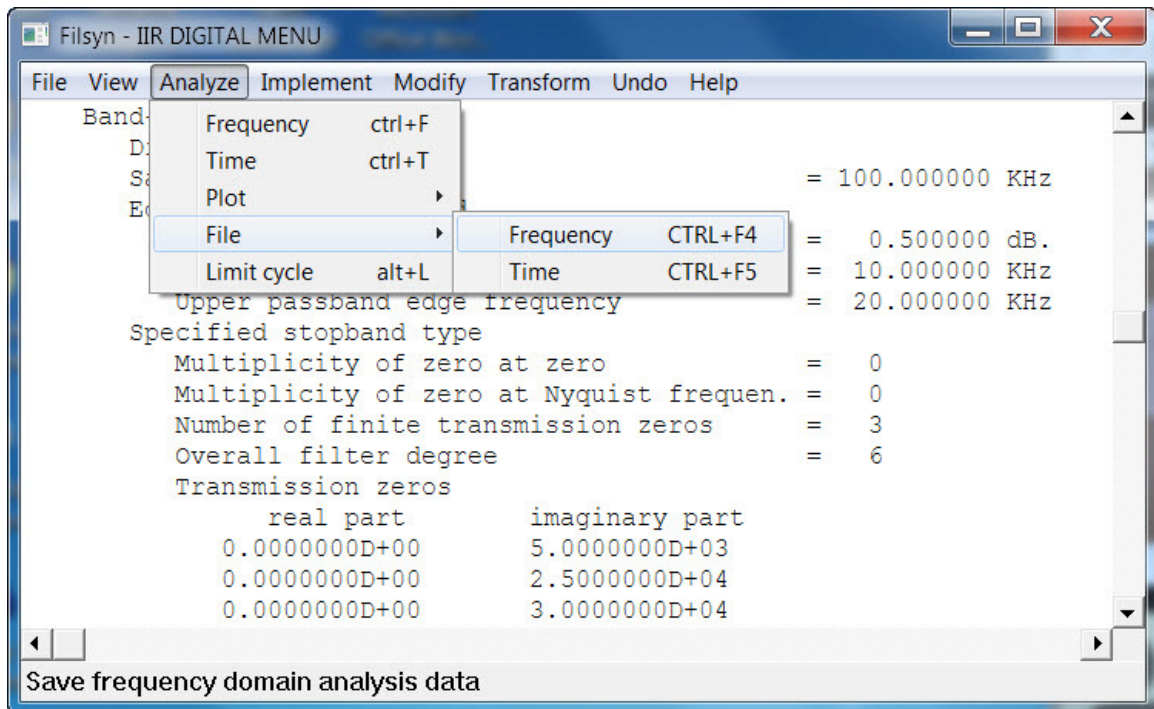 Filsyn - IIR DIGITAL MENU
File View Analyze Implement Modify Transform Undo Help
Band-
Frequency ctrl+F
Time ctrl+T
= 100.000000 KHz
Plot
File
Frequency CTRL+F4
= 0.500000 dB.
Limit cycle alt+L
Time CTRL+F5
= 10.000000 KHz
Upper passband edge frequency = 20.000000 KHz
Specified stopband type
Multiplicity of zero at zero = 0
Multiplicity of zero at Nyquist frequen. = 0
Number of finite transmission zeros = 3
Overall filter degree = 6
Transmission zeros
real part imaginary part
0.0000000D+00 5.0000000D+03
0.0000000D+00 2.5000000D+04
0.0000000D+00 3.0000000D+04
Save frequency domain analysis data